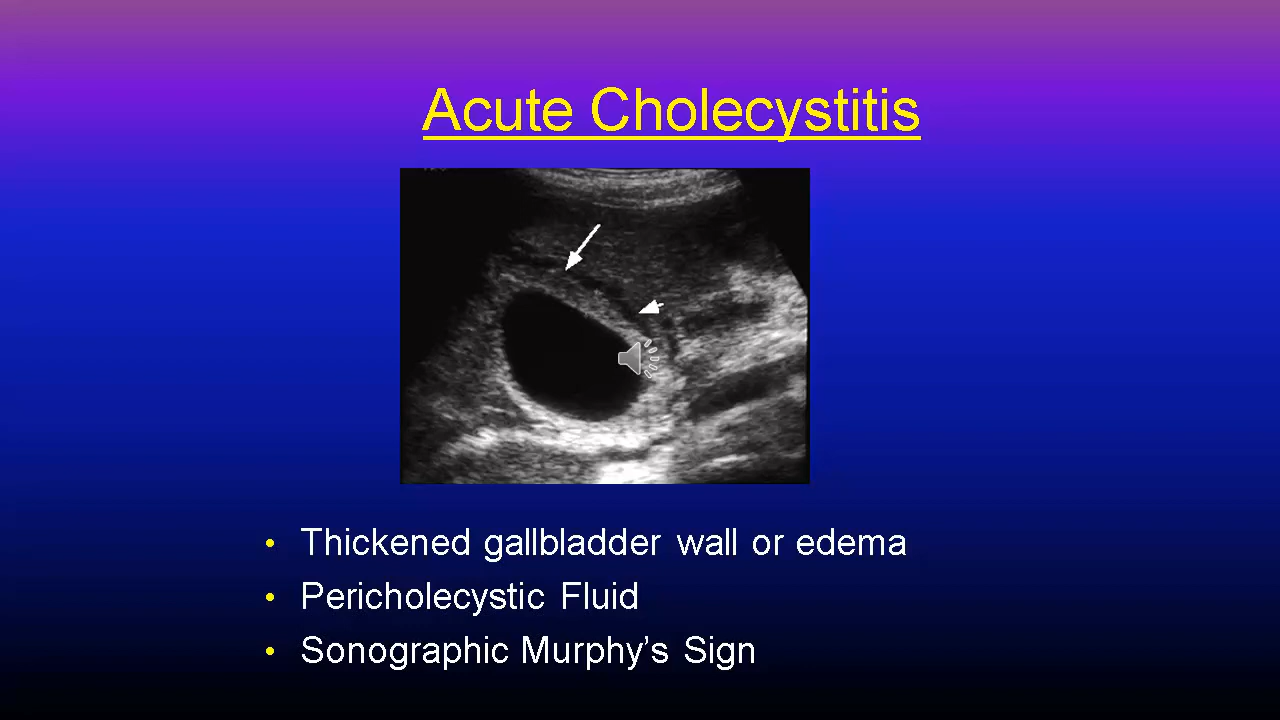 Acute Cholecystitis
• Thickened gallbladder wall or edema
• Pericholecystic Fluid
• Sonographic Murphy’s Sign